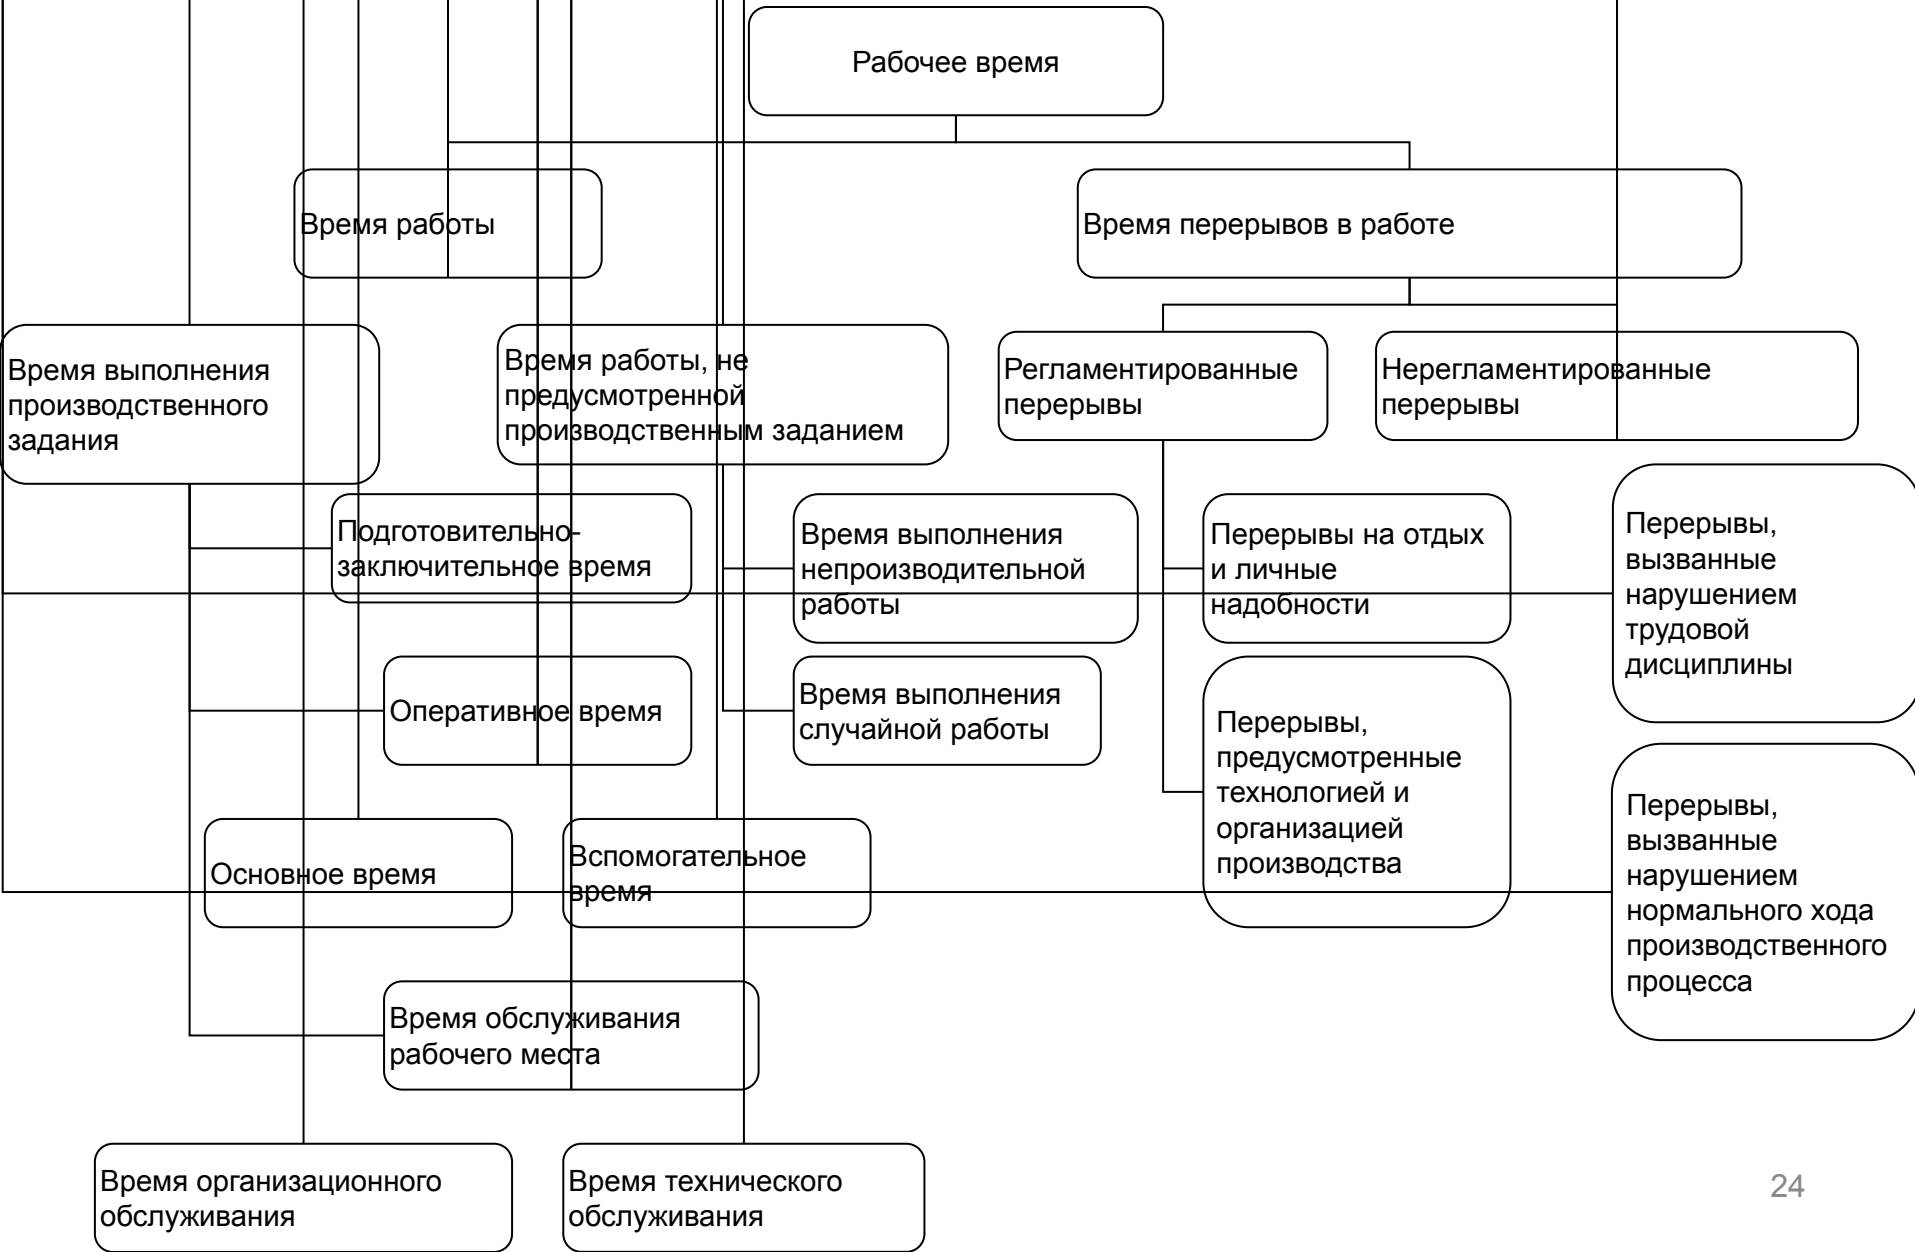 Рабочее время
Время работы
Время перерывов в работе
Время выполнения
производственного
задания
Время работы, не
предусмотренной
производственным заданием
Регламентированные
перерывы
Нерегламентированные
перерывы
Подготовительно-
заключительное время
Время выполнения
непроизводительной
работы
Перерывы на отдых
и личные
надобности
Перерывы,
вызванные
нарушением
трудовой
дисциплины
Оперативное время
Время выполнения
случайной работы
Перерывы,
предусмотренные
технологией и
организацией
производства
Перерывы,
вызванные
нарушением
нормального хода
производственного
процесса
Основное время
Вспомогательное
время
Время обслуживания
рабочего места
Время организационного
обслуживания
Время технического
обслуживания
24